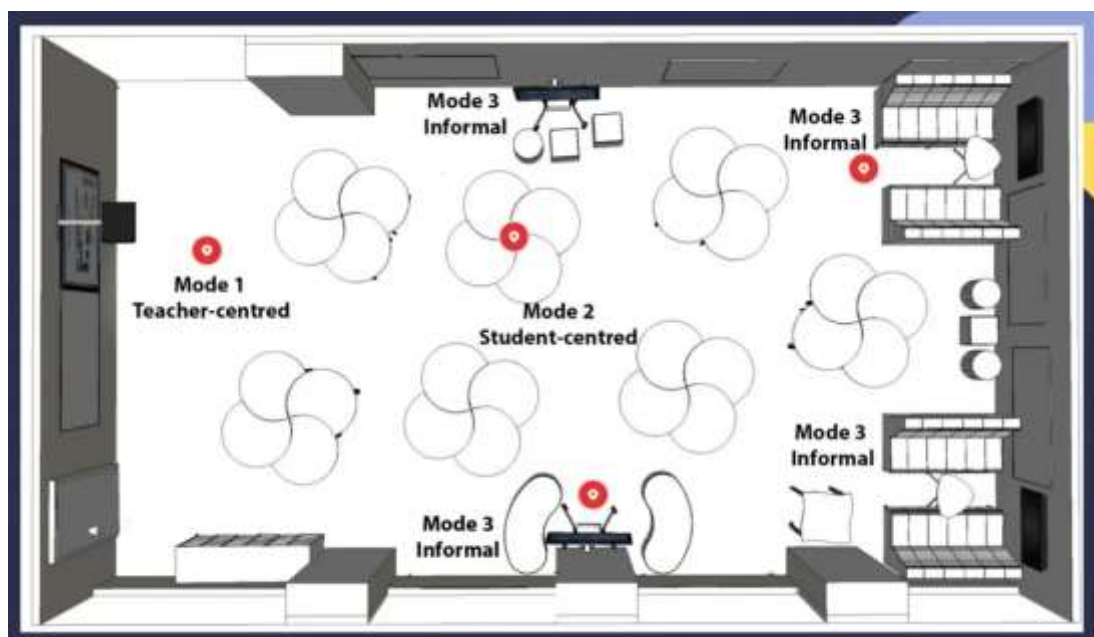 Mode 3
Informal
Mode 3
Informal
Mode 1
Teacher-centred
Mode 2
Student-centred
Mode 3
Informal
Mode 3
Informal